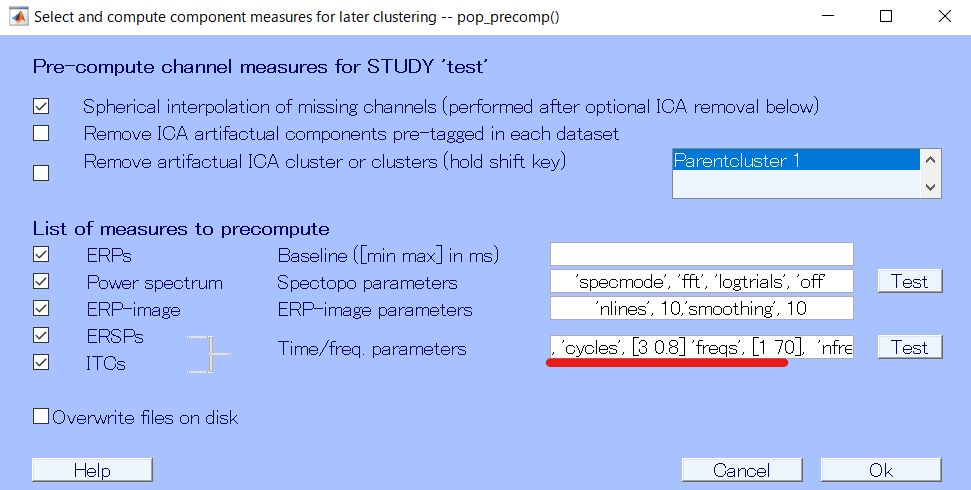 Select and compute component measures for later clustering -- pop_precomp()
Pre-compute channel measures for STUDY 'test'
Spherical interpolation of missing channels (performed after optional ICA removal below)
Remove ICA artifactual components pre-tagged in each dataset
Remove artifactual ICA cluster or clusters (hold shift key)
Parentcluster 1
List of measures to precompute
ERPs Baseline ([min max] in ms)
Power spectrum Spectopo parameters 'specmode', 'fft', 'logtrials', 'off' Test
ERP-image ERP-image parameters 'nlines', 10,'smoothing', 10
ERSPs
Time/freq. parameters , 'cycles', [3 0.8] 'freqs', [1 70], 'nfre Test
ITCs
Overwrite files on disk
Help Cancel Ok